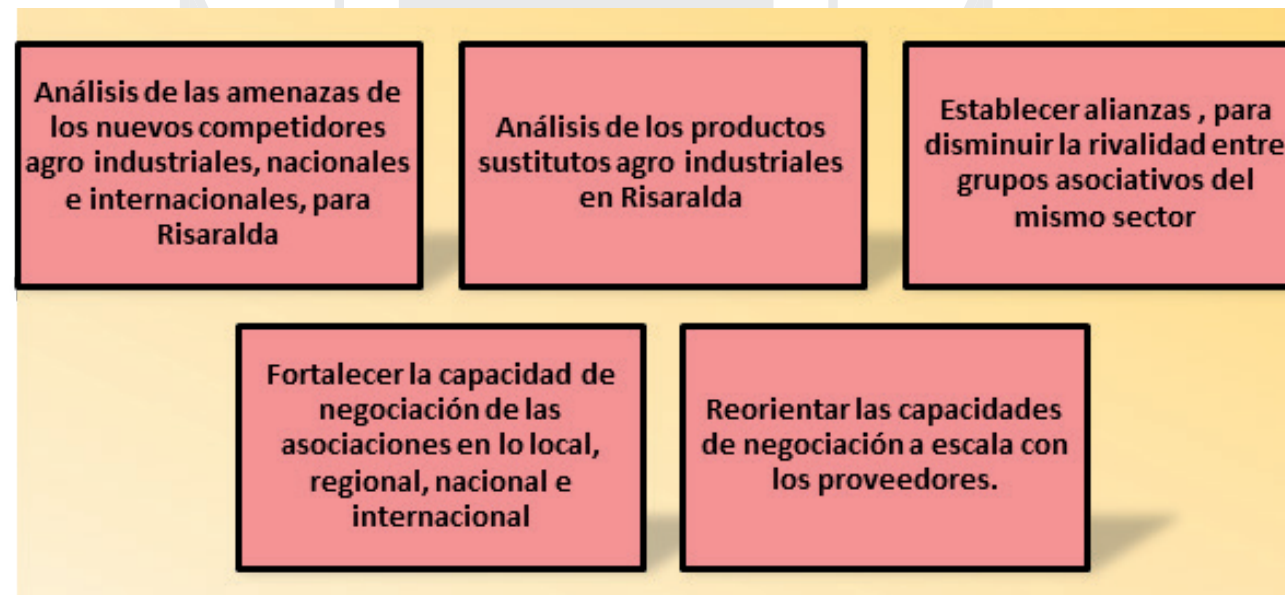 Análisis de las amenazas de
los nuevos competidores
agro industriales, nacionales
e internacionales, para
Risaralda
Análisis de los productos
sustitutos agro industriales
en Risaralda
Establecer alianzas , para
disminuir la rivalidad entre
grupos asociativos del
mismo sector
Fortalecer la capacidad de
negociación de las
asociaciones en lo local,
regional, nacional e
internacional
Reorientar las capacidades
de negociación a escala con
los proveedores.